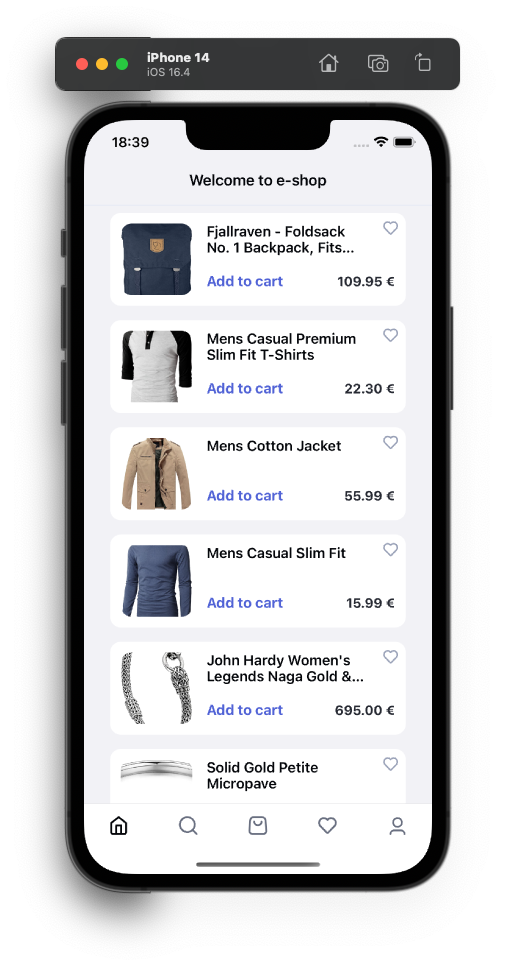 iPhone 14
iOS 16.4
18:39
Welcome to e-shop
Fjallraven - Foldsack
No. 1 Backpack, Fits...
Add to cart
109.95 €
Mens Casual Premium
Slim Fit T-Shirts
Add to cart
22.30 €
Mens Cotton Jacket
Add to cart
55.99 €
Mens Casual Slim Fit
Add to cart
15.99 €
John Hardy Women's
Legends Naga Gold &...
Add to cart
695.00 €
Solid Gold Petite
Micropave